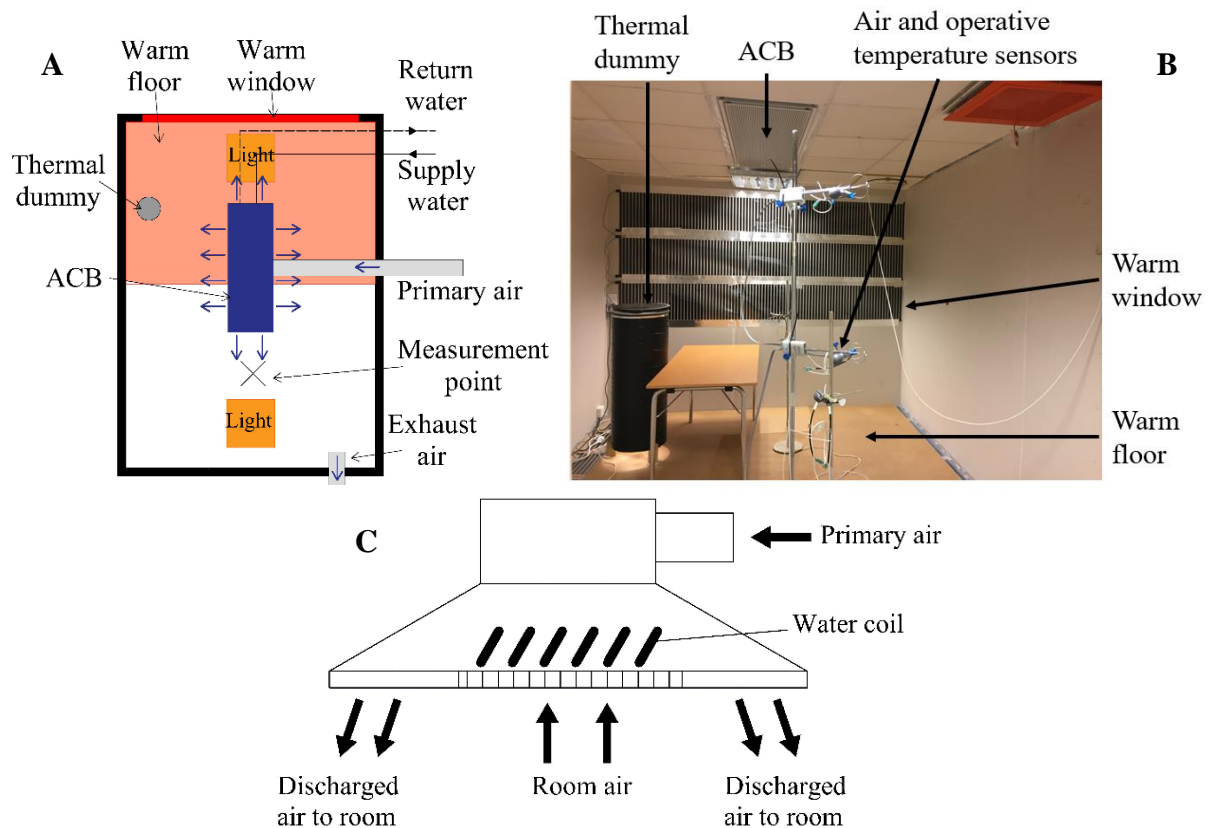 A
Warm
floor
Warm
window
Return
water
Light
Supply
water
Thermal
dummy
ACB
Primary air
Measurement
point
Light
Exhaust
air
Thermal
dummy
ACB
Air and operative
temperature sensors
B
Warm
window
Warm
floor
C
Primary air
Water coil
Discharged
air to room
Room air
Discharged
air to room